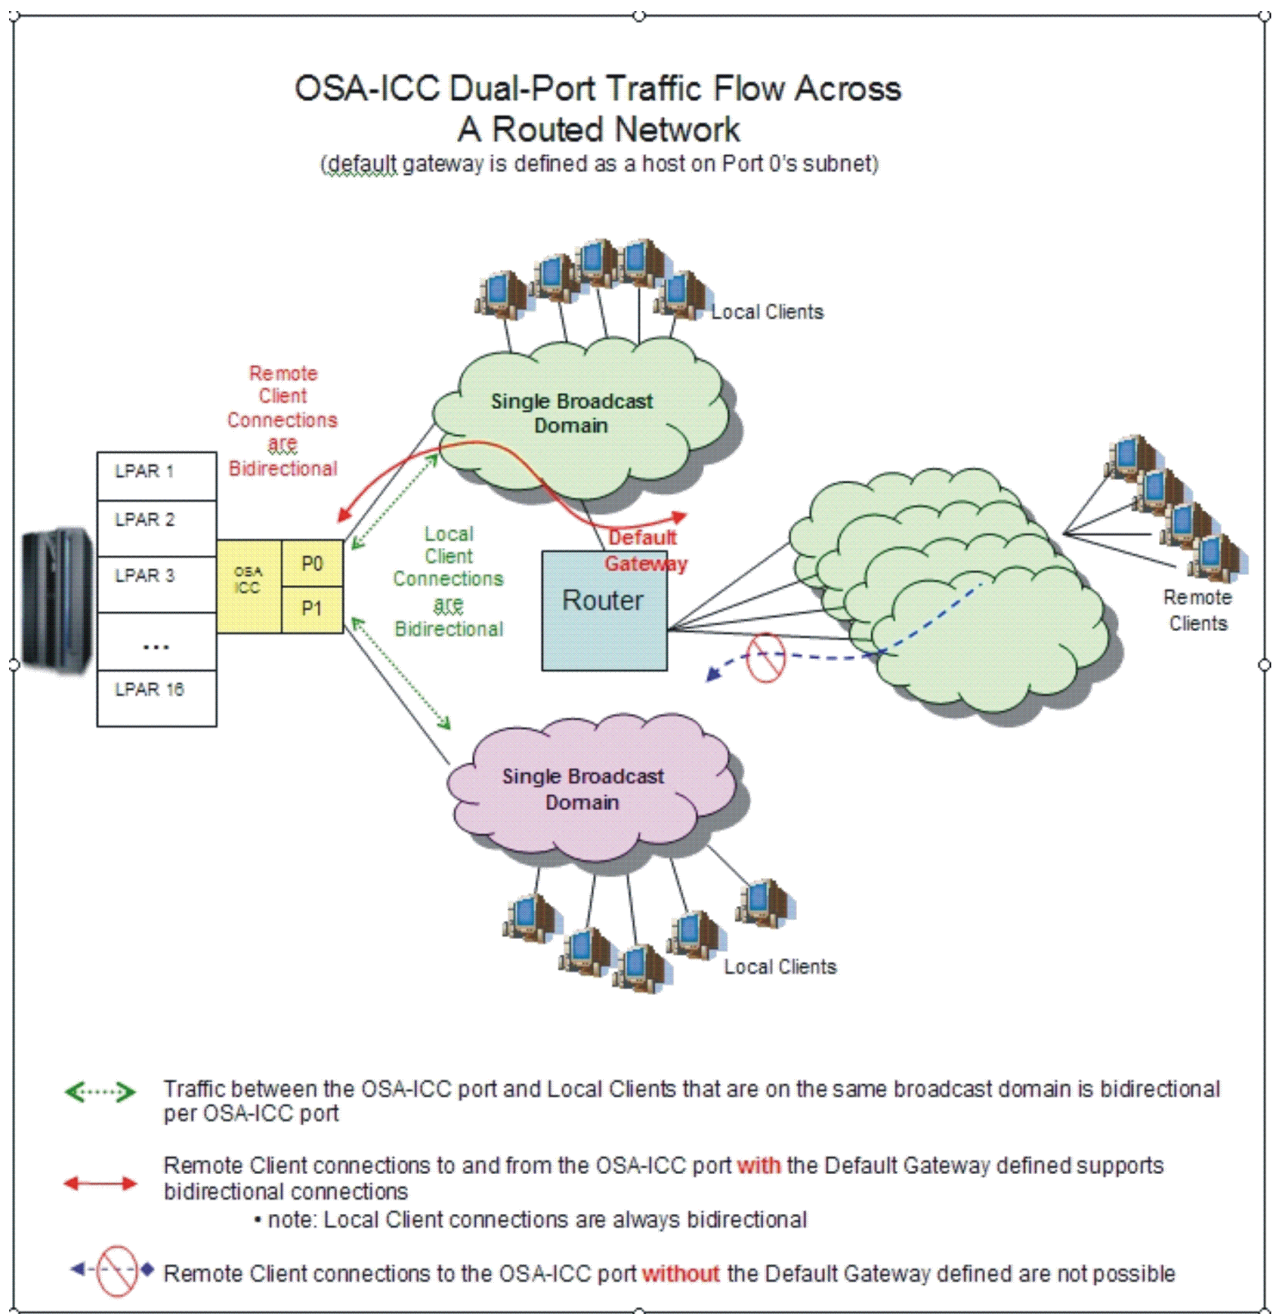 OSA-ICC Dual-Port Traffic Flow Across
A Routed Network
(default gateway is defined as a host on Port 0's subnet)
Local Clients
Single Broadcast
Domain
Remote
Client
Connections
are
Bidirectional
LPAR 1
LPAR 2
LPAR 3
...
LPAR 16
OSA
ICC
P0
P1
Local
Client
Connections
are
Bidirectional
Default
Gateway
Router
Remote
Clients
Single Broadcast
Domain
Local Clients
Traffic between the OSA-ICC port and Local Clients that are on the same broadcast domain is bidirectional
per OSA-ICC port
Remote Client connections to and from the OSA-ICC port with the Default Gateway defined supports
bidirectional connections
• note: Local Client connections are always bidirectional
Remote Client connections to the OSA-ICC port without the Default Gateway defined are not possible